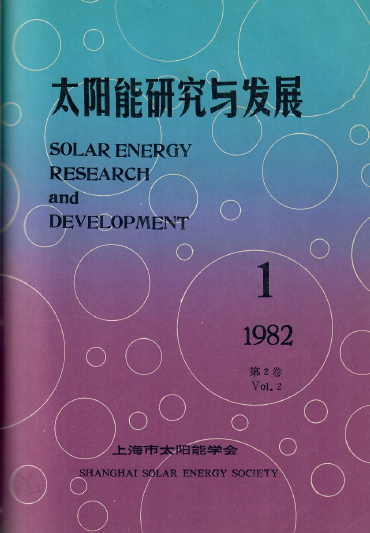 太阳能研究与发展
SOLAR ENERGY
RESEARCH
and
DEVELOPMENT
1
1982
第2卷
Vol. 2
上海市太阳能学会
SHANGHAI SOLAR ENERGY SOCIETY